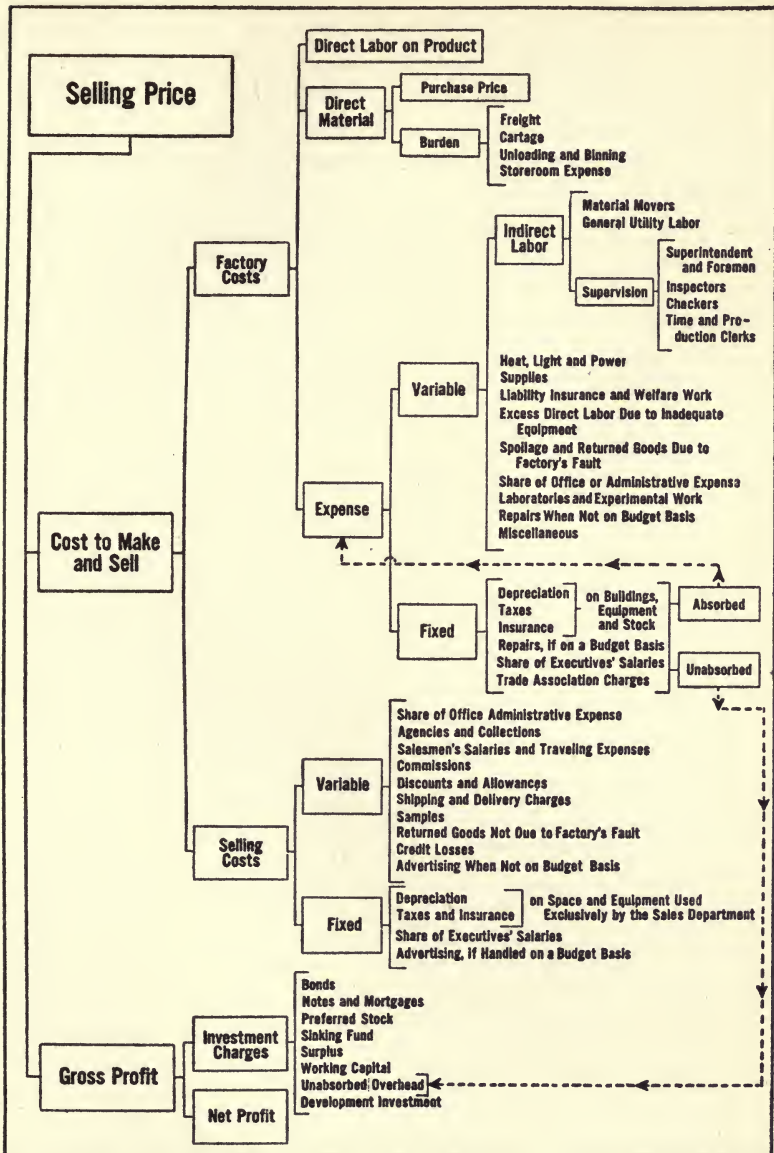 Selling Price
Direct Labor on Product
Direct
Material
Purchase Price
Burden
Freight
Cartage
Unloading and Binning
Storeroom Expense
Factory
Costs
Indirect
Labor
Material Movers
General Utility Labor
Supervision
Superintendent
and Foremen
Inspectors
Checkers
Time and Pro-
duction Clerks
Variable
Heat, Light and Power
Supplies
Liability Insurance and Welfare Work
Excess Direct Labor Due to Inadequate
Equipment
Spoilage and Returned Goods Due to
Factory's Fault
Share of Office or Administrative Expense
Laboratories and Experimental Work
Repairs When Not on Budget Basis
Miscellaneous
Expense
Cost to Make
and Sell
Fixed
Depreciation
Taxes
Insurance
on Buildings,
Equipment
and Stock
Repairs, if on a Budget Basis
Share of Executives' Salaries
Trade Association Charges
Absorbed
Unabsorbed
Selling
Costs
Variable
Share of Office Administrative Expense
Agencies and Collections
Salesmen's Salaries and Traveling Expenses
Commissions
Discounts and Allowances
Shipping and Delivery Charges
Samples
Returned Goods Not Due to Factory's Fault
Credit Losses
Advertising When Not on Budget Basis
Fixed
Depreciation
Taxes and Insurance
on Space and Equipment Used
Exclusively by the Sales Department
Share of Executives' Salaries
Advertising, if Handled on a Budget Basis
Gross Profit
Investment
Charges
Bonds
Notes and Mortgages
Preferred Stock
Sinking Fund
Surplus
Working Capital
Unabsorbed Overhead
Development Investment
Net Profit